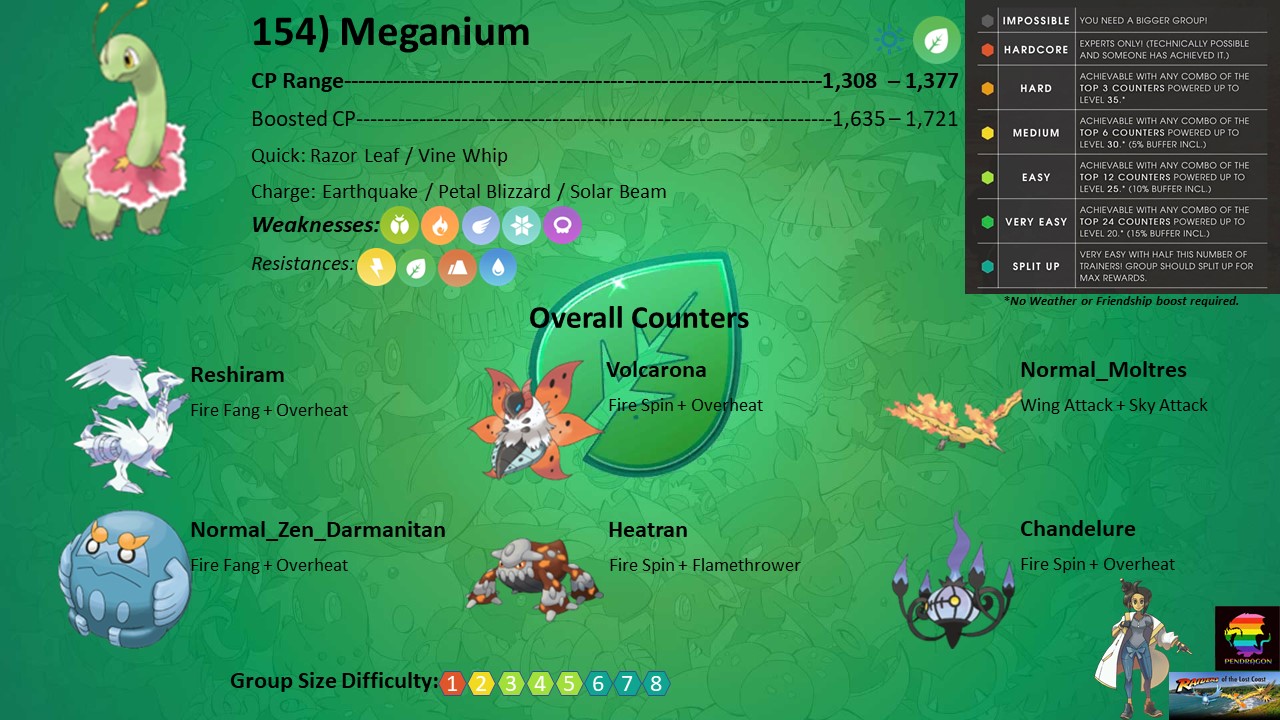 154) Meganium
CP Range------------------------------------------------------------------------1,308 – 1,377
Boosted CP------------------------------------------------------------------------1,635 – 1,721
Quick: Razor Leaf / Vine Whip
Charge: Earthquake / Petal Blizzard / Solar Beam
Weaknesses:
Resistances:
IMPOSSIBLE YOU NEED A BIGGER GROUP!
HARDCORE EXPERTS ONLY! (TECHNICALLY POSSIBLE
AND SOMEONE HAS ACHIEVED IT.)
HARD ACHIEVABLE WITH ANY COMBO OF THE
TOP 3 COUNTERS POWERED UP TO
LEVEL 35.*
MEDIUM ACHIEVABLE WITH ANY COMBO OF THE
TOP 6 COUNTERS POWERED UP TO
LEVEL 30.* (5% BUFFER INCL.)
EASY ACHIEVABLE WITH ANY COMBO OF THE
TOP 12 COUNTERS POWERED UP TO
LEVEL 25.* (10% BUFFER INCL.)
VERY EASY ACHIEVABLE WITH ANY COMBO OF THE
TOP 24 COUNTERS POWERED UP TO
LEVEL 20.* (15% BUFFER INCL.)
SPLIT UP VERY EASY WITH HALF THIS NUMBER OF
TRAINERS! GROUP SHOULD SPLIT UP FOR
MAX REWARDS.
*No Weather or Friendship boost required.
Overall Counters
Reshiram
Fire Fang + Overheat
Volcarona
Fire Spin + Overheat
Normal_Moltres
Wing Attack + Sky Attack
Normal_Zen_Darmanitan
Fire Fang + Overheat
Heatran
Fire Spin + Flamethrower
Chandelure
Fire Spin + Overheat
Group Size Difficulty: 1 2 3 4 5 6 7 8
PENDRAGON
RAIDERS of the Lost Coast